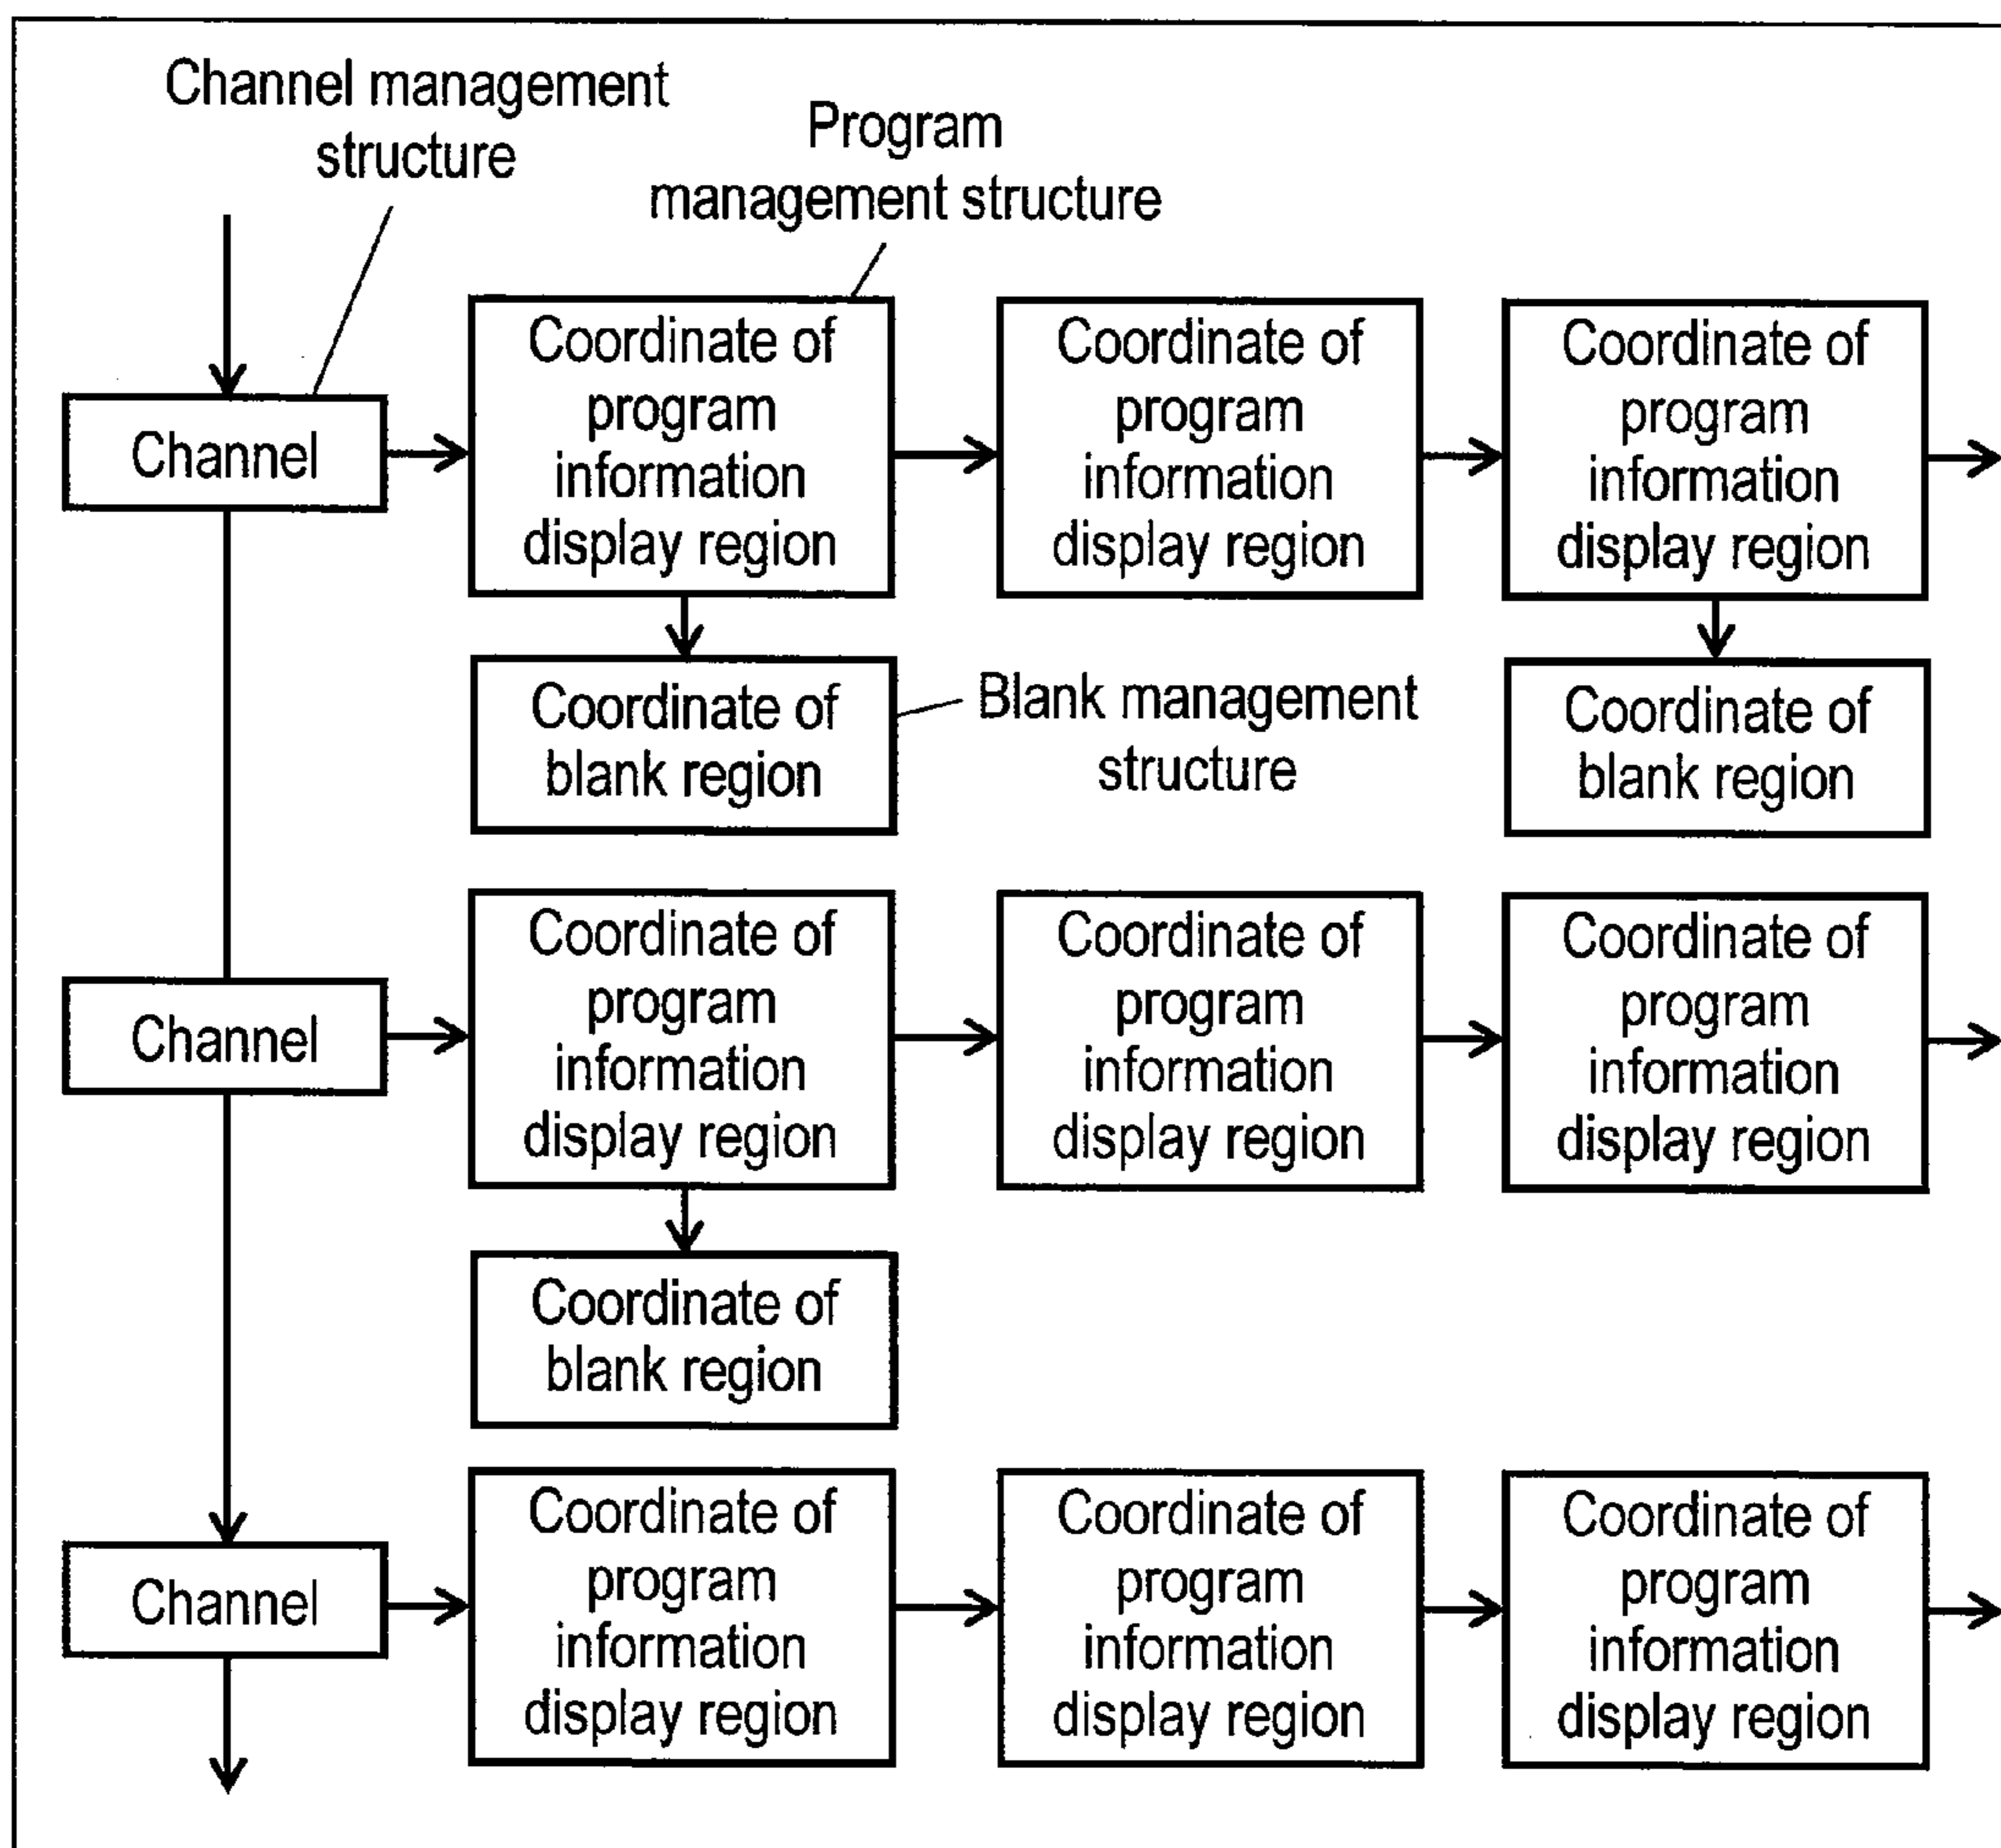 Channel management
structure
Program
management structure
Channel
Coordinate of
program
information
display region
Coordinate of
program
information
display region
Coordinate of
program
information
display region
Coordinate of
blank region
Blank management
structure
Coordinate of
blank region
Channel
Coordinate of
program
information
display region
Coordinate of
program
information
display region
Coordinate of
program
information
display region
Coordinate of
blank region
Channel
Coordinate of
program
information
display region
Coordinate of
program
information
display region
Coordinate of
program
information
display region